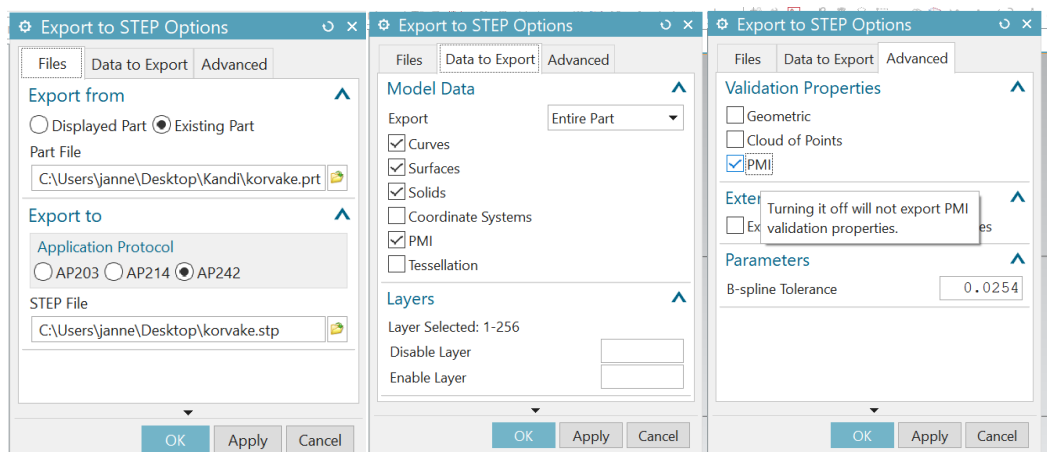 Export to STEP Options
Files Data to Export Advanced
Export from
Displayed Part Existing Part
Part File
C:\Users\janne\Desktop\Kandi\korvake.prt
Export to
Application Protocol
AP203 AP214 AP242
STEP File
C:\Users\janne\Desktop\korvake.stp
OK Apply Cancel
Export to STEP Options
Files Data to Export Advanced
Model Data
Export Entire Part
Curves
Surfaces
Solids
Coordinate Systems
PMI
Tessellation
Layers
Layer Selected: 1-256
Disable Layer
Enable Layer
OK Apply Cancel
Export to STEP Options
Files Data to Export Advanced
Validation Properties
Geometric
Cloud of Points
PMI
Turning it off will not export PMI
validation properties.
Parameters
B-spline Tolerance 0.0254
OK Apply Cancel